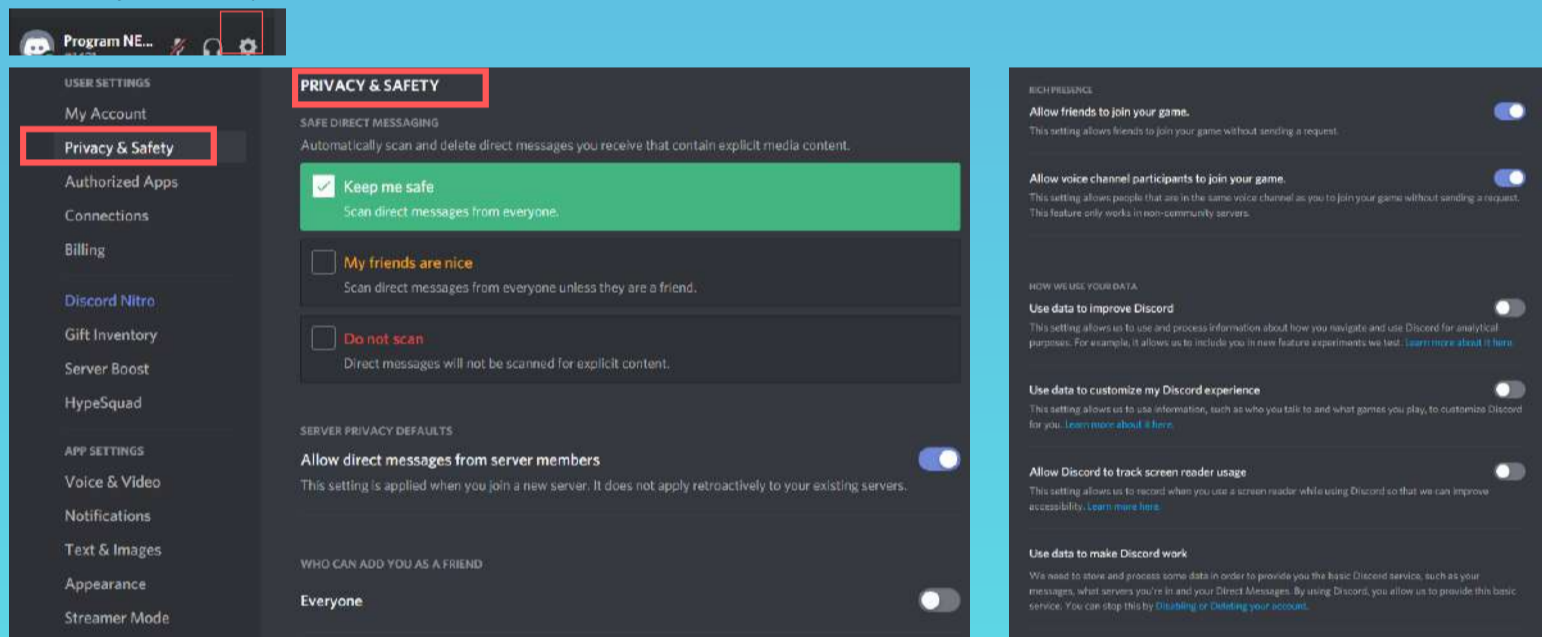 Program NE...
USER SETTINGS
My Account
Privacy & Safety
Authorized Apps
Connections
Billing
Discord Nitro
Gift Inventory
Server Boost
HypeSquad
APP SETTINGS
Voice & Video
Notifications
Text & Images
Appearance
Streamer Mode
PRIVACY & SAFETY
SAFE DIRECT MESSAGING
Automatically scan and delete direct messages you receive that contain explicit media content.
Keep me safe
Scan direct messages from everyone.
My friends are nice
Scan direct messages from everyone unless they are a friend.
Do not scan
Direct messages will not be scanned for explicit content.
SERVER PRIVACY DEFAULTS
Allow direct messages from server members
This setting is applied when you join a new server. It does not apply retroactively to your existing servers.
WHO CAN ADD YOU AS A FRIEND
Everyone
RICH PRESENCE
Allow friends to join your game.
This setting allows friends to join your game without sending a request.
Allow voice channel participants to join your game.
This setting allows people that are in the same voice channel as you to join your game without sending a request.
This feature only works in non-community servers.
HOW WE USE YOUR DATA
Use data to improve Discord
This setting allows us to use and process information about how you navigate and use Discord for analytical
purposes. For example, it allows us to include you in new feature experiments we test. Learn more about it here.
Use data to customize my Discord experience
This setting allows us to use information, such as who you talk to and what games you play, to customize Discord
for you. Learn more about it here.
Allow Discord to track screen reader usage
This setting allows us to record when you use a screen reader while using Discord so that we can improve
accessibility. Learn more here.
Use data to make Discord work
We need to store and process some data in order to provide you the basic Discord service, such as your
messages, what servers you're in and your Direct Messages. By using Discord, you allow us to provide this basic
service. You can stop this by Disabling or Deleting your account.